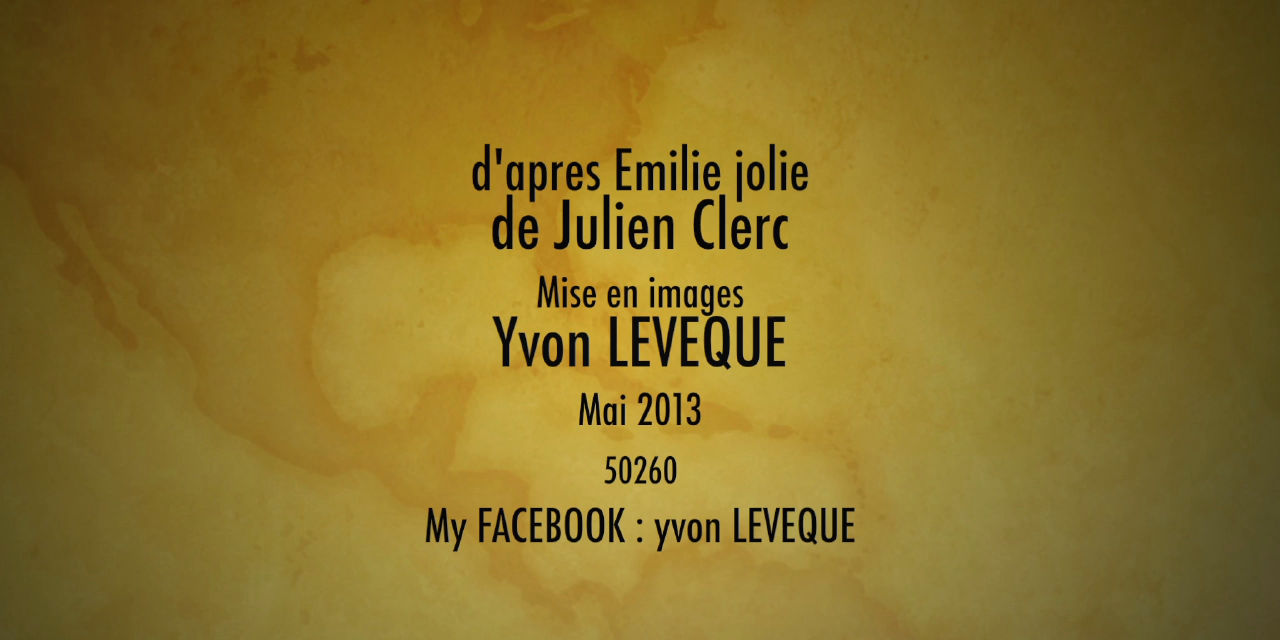 d'apres Emilie jolie
de Julien Clerc
Mise en images
Yvon LEVEQUE
Mai 2013
50260
My FACEBOOK : yvon LEVEQUE